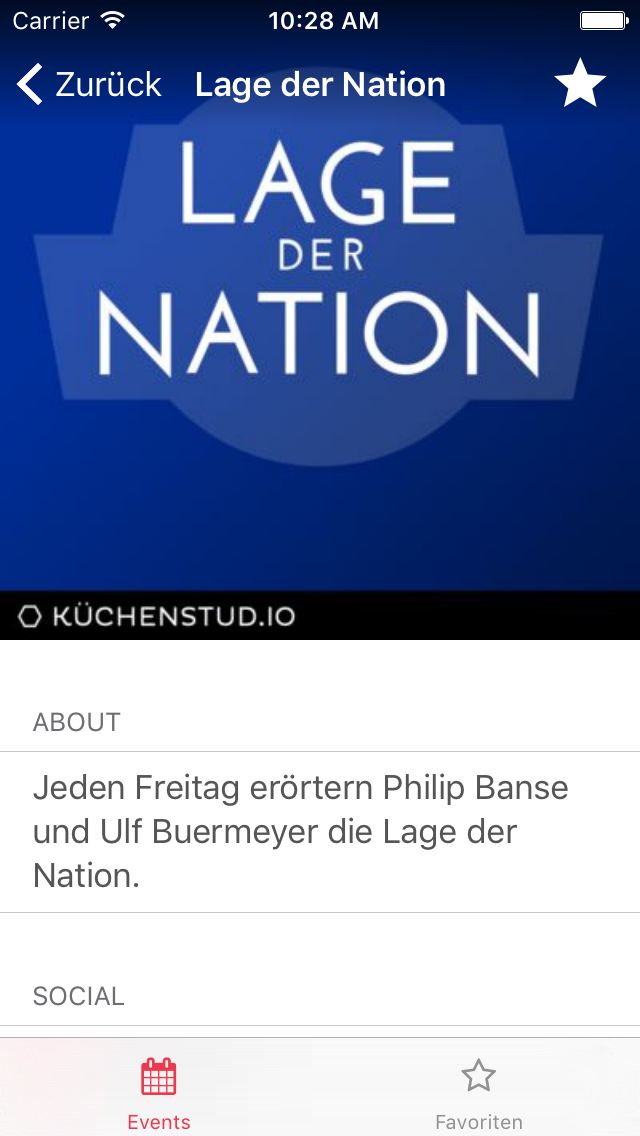 Carrier 10:28 AM
Zurück Lage der Nation
LAGE
DER
NATION
KÜCHENSTUD.IO
ABOUT
Jeden Freitag erörtern Philip Banse
und Ulf Buermeyer die Lage der
Nation.
SOCIAL
Events Favoriten